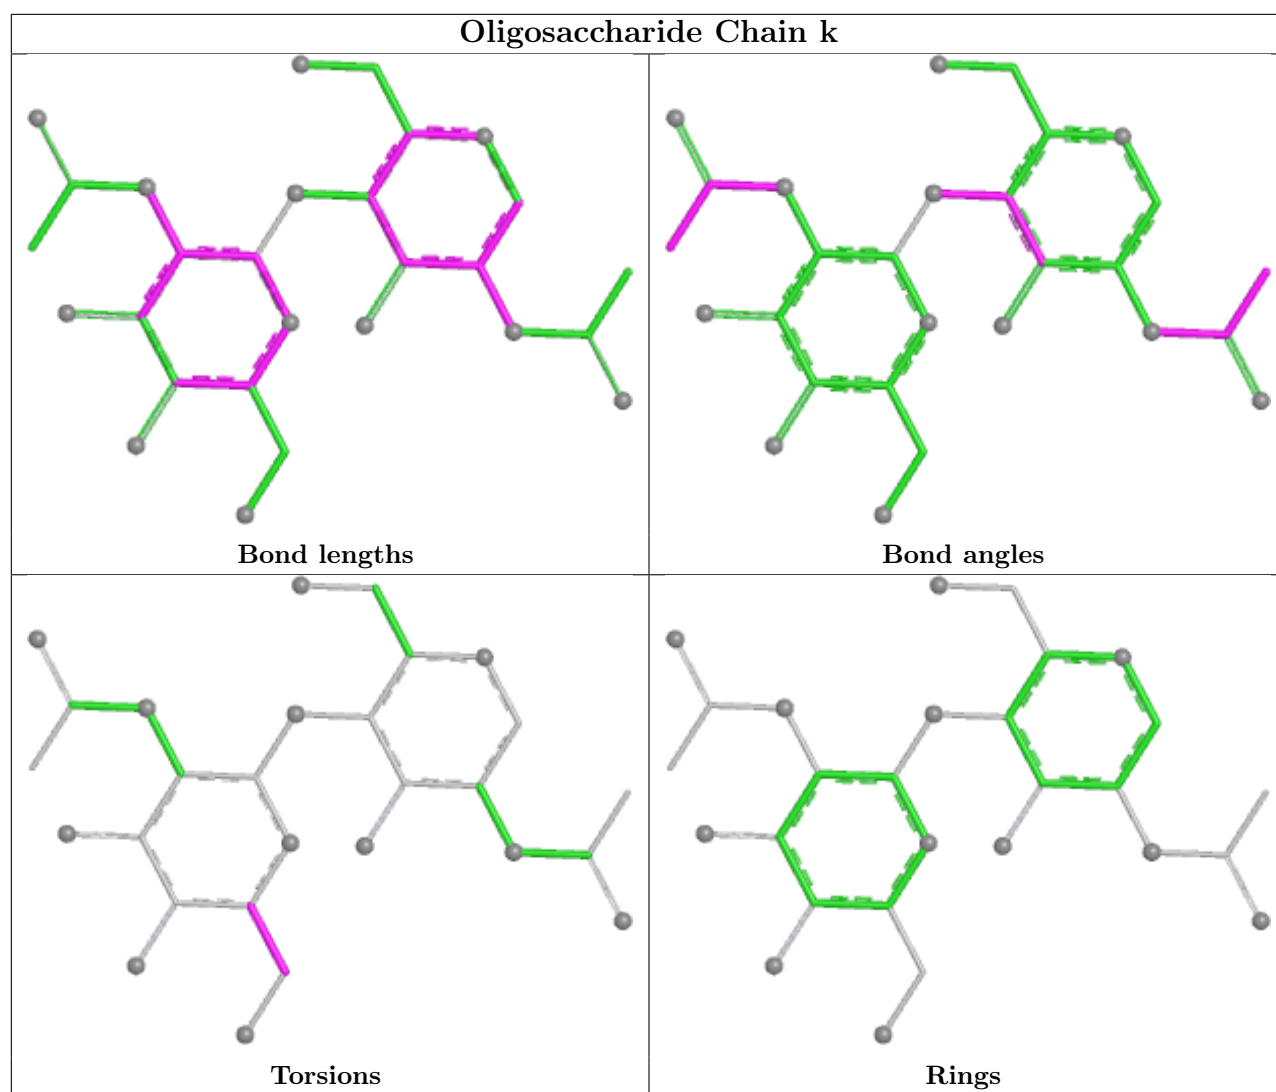 Oligosaccharide Chain k
Bond lengths
Bond angles
Torsions
Rings